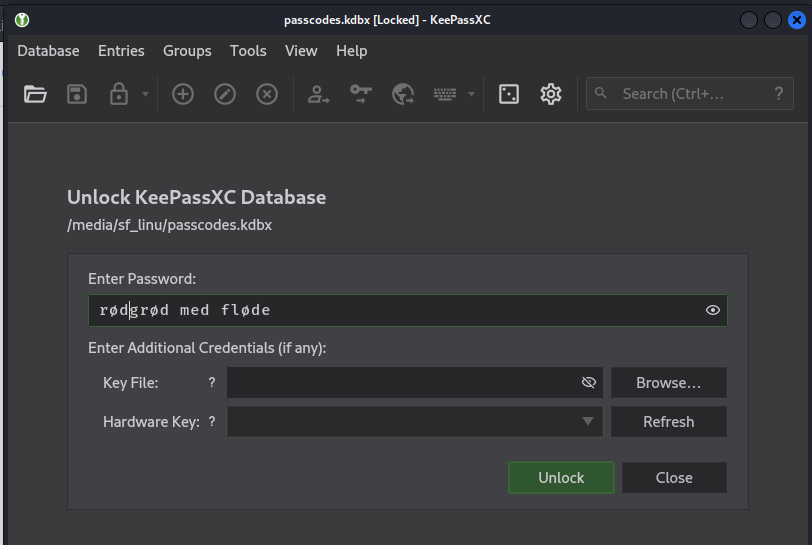 passcodes.kdbx [Locked] - KeePassXC
Database Entries Groups Tools View Help
Search (Ctrl+... ?
Unlock KeePassXC Database
/media/sf_linu/passcodes.kdbx
Enter Password:
rødgrød med fløde
Enter Additional Credentials (if any):
Key File: ? Browse...
Hardware Key: ? Refresh
Unlock Close